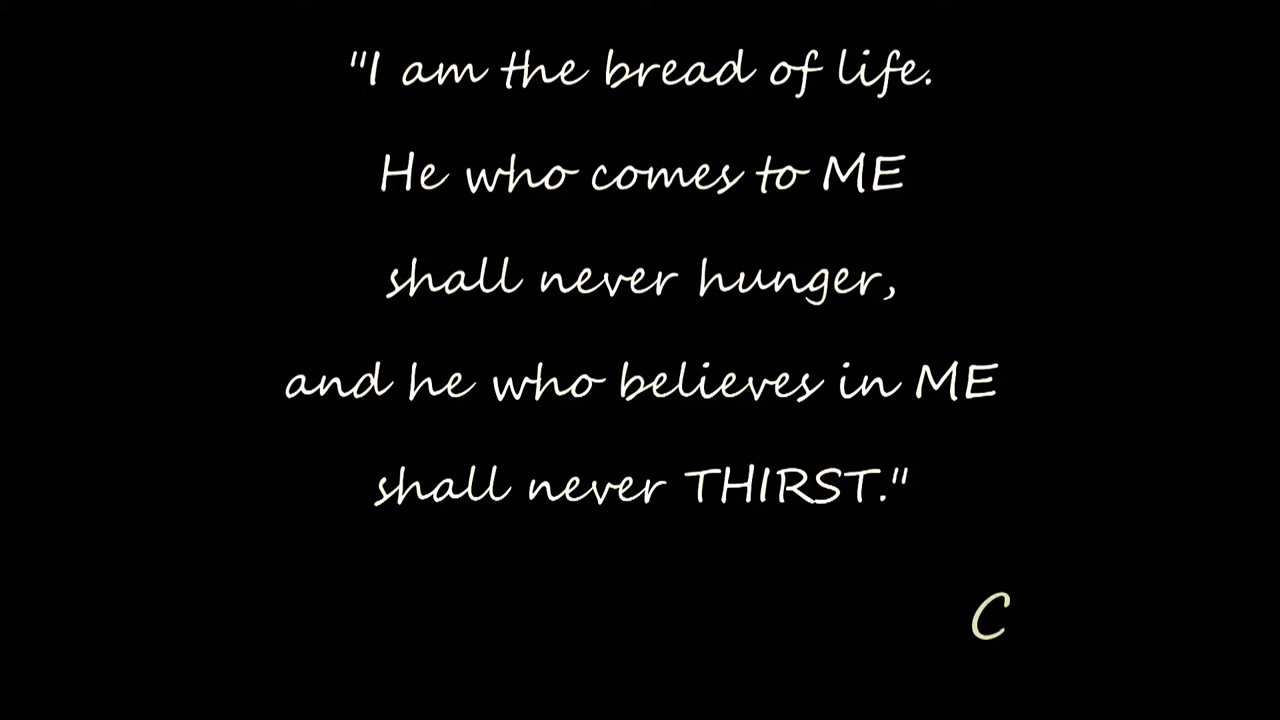 "I am the bread of life.
He who comes to ME
shall never hunger,
and he who believes in ME
shall never THIRST."
C